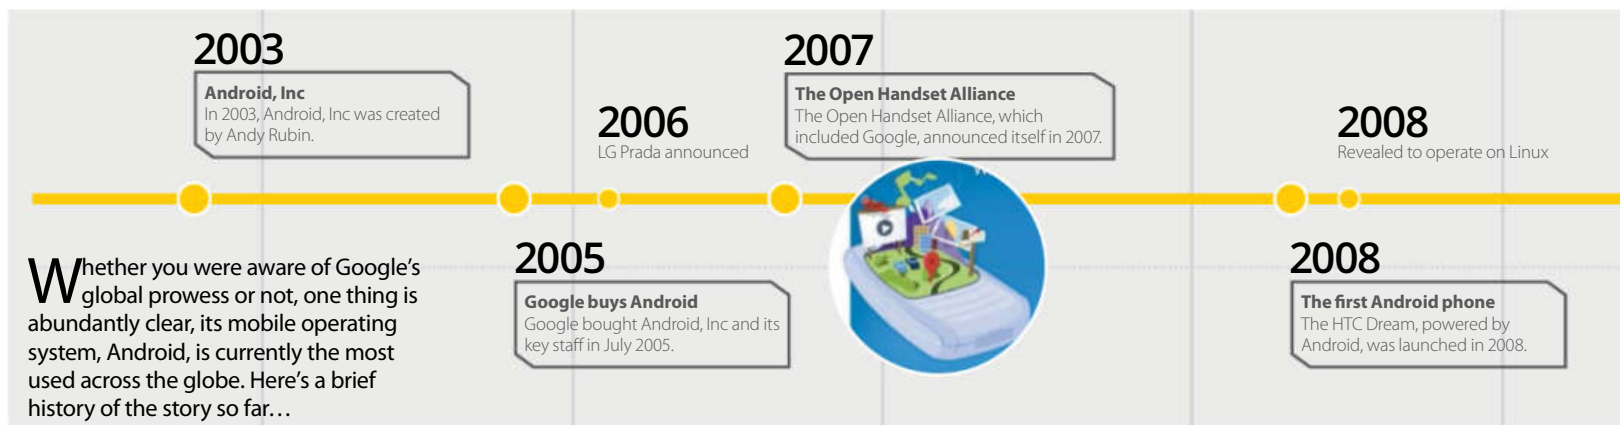 2003
Android, Inc
In 2003, Android, Inc was created
by Andy Rubin.
2005
Google buys Android
Google bought Android, Inc and its
key staff in July 2005.
2006
LG Prada announced
2007
The Open Handset Alliance
The Open Handset Alliance, which
included Google, announced itself in 2007.
2008
The first Android phone
The HTC Dream, powered by
Android, was launched in 2008.
2008
Revealed to operate on Linux
Whether you were aware of Google's
global prowess or not, one thing is
abundantly clear, its mobile operating
system, Android, is currently the most
used across the globe. Here's a brief
history of the story so far…